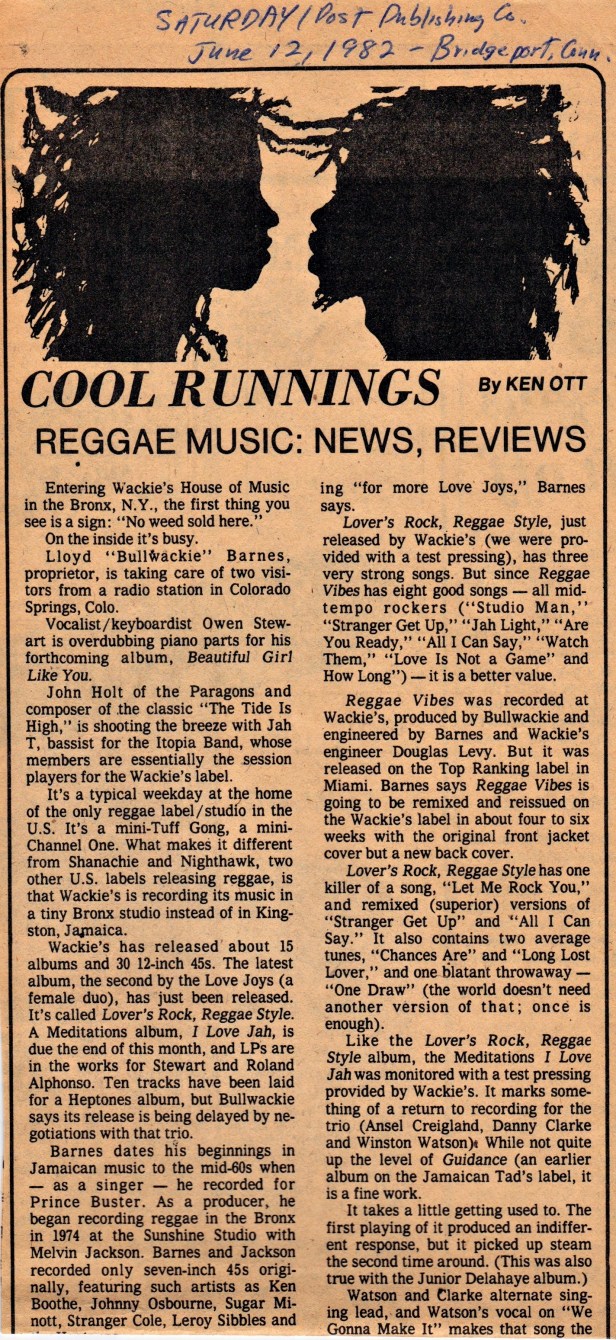 SATURDAY/Post Publishing Co.
June 12, 1982 - Bridgeport, Conn.
COOL RUNNINGS
By KEN OTT
REGGAE MUSIC: NEWS, REVIEWS
Entering Wackie's House of Music
in the Bronx, N.Y., the first thing you
see is a sign: "No weed sold here."
On the inside it's busy.
Lloyd "Bullwackie" Barnes,
proprietor, is taking care of two visi-
tors from a radio station in Colorado
Springs, Colo.
Vocalist/keyboardist Owen Stew-
art is overdubbing piano parts for his
forthcoming album, Beautiful Girl
Like You.
John Holt of the Paragons and
composer of the classic "The Tide Is
High," is shooting the breeze with Jah
T, bassist for the Itopia Band, whose
members are essentially the session
players for the Wackie's label.
It's a typical weekday at the home
of the only reggae label/studio in the
U.S. It's a mini-Tuff Gong, a mini-
Channel One. What makes it different
from Shanachie and Nighthawk, two
other U.S. labels releasing reggae, is
that Wackie's is recording its music in
a tiny Bronx studio instead of in King-
ston, Jamaica.
Wackie's has released about 15
albums and 30 12-inch 45s. The latest
album, the second by the Love Joys (a
female duo), has just been released.
It's called Lover's Rock, Reggae Style.
A Meditations album, I Love Jah, is
due the end of this month, and LPs are
in the works for Stewart and Roland
Alphonso. Ten tracks have been laid
for a Heptones album, but Bullwackie
says its release is being delayed by ne-
gotiations with that trio.
Barnes dates his beginnings in
Jamaican music to the mid-60s when
— as a singer — he recorded for
Prince Buster. As a producer, he
began recording reggae in the Bronx
in 1974 at the Sunshine Studio with
Melvin Jackson. Barnes and Jackson
recorded only seven-inch 45s origi-
nally, featuring such artists as Ken
Boothe, Johnny Osbourne, Sugar Mi-
nott, Stranger Cole, Leroy Sibbles and
ing "for more Love Joys," Barnes
says.
Lover's Rock, Reggae Style, just
released by Wackie's (we were pro-
vided with a test pressing), has three
very strong songs. But since Reggae
Vibes has eight good songs — all mid-
tempo rockers ("Studio Man,"
"Stranger Get Up," "Jah Light," "Are
You Ready," "All I Can Say," "Watch
Them," "Love Is Not a Game" and
How Long") — it is a better value.
Reggae Vibes was recorded at
Wackie's, produced by Bullwackie and
engineered by Barnes and Wackie's
engineer Douglas Levy. But it was
released on the Top Ranking label in
Miami. Barnes says Reggae Vibes is
going to be remixed and reissued on
the Wackie's label in about four to six
weeks with the original front jacket
cover but a new back cover.
Lover's Rock, Reggae Style has one
killer of a song, "Let Me Rock You,"
and remixed (superior) versions of
"Stranger Get Up" and "All I Can
Say." It also contains two average
tunes, "Chances Are" and "Long Lost
Lover," and one blatant throwaway —
"One Draw" (the world doesn't need
another version of that; once is
enough).
Like the Lover's Rock, Reggae
Style album, the Meditations I Love
Jah was monitored with a test pressing
provided by Wackie's. It marks some-
thing of a return to recording for the
trio (Ansel Creiglahd, Danny Clarke
and Winston Watson). While not quite
up the level of Guidance (an earlier
album on the Jamaican Tad's label, it
is a fine work.
It takes a little getting used to. The
first playing of it produced an indiffer-
ent response, but it picked up steam
the second time around. (This was also
true with the Junior Delahaye album.)
Watson and Clarke alternate sing-
ing lead, and Watson's vocal on "We
Gonna Make It" makes that song the